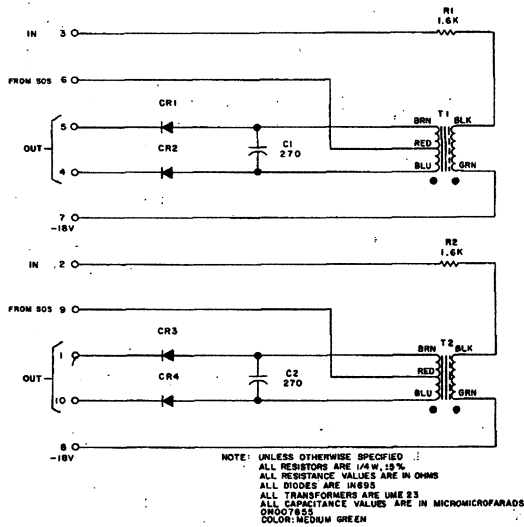 R1
1.6K
IN 3
FROM SOS 6
CR1
T1
5
BRN BLK
C1
270
RED
OUT
CR2
4
BLU GRN
7
-18V
R2
1.6K
IN 2
FROM SOS 9
CR3
T2
1
BRN BLK
C2
270
RED
OUT
CR4
10
BLU GRN
8
-18V
NOTE: UNLESS OTHERWISE SPECIFIED
ALL RESISTORS ARE 1/4 W, ±5%
ALL RESISTANCE VALUES ARE IN OHMS
ALL DIODES ARE IN695
ALL TRANSFORMERS ARE UME 23
ALL CAPACITANCE VALUES ARE IN MICROMICROFARADS
ON007855
COLOR: MEDIUM GREEN